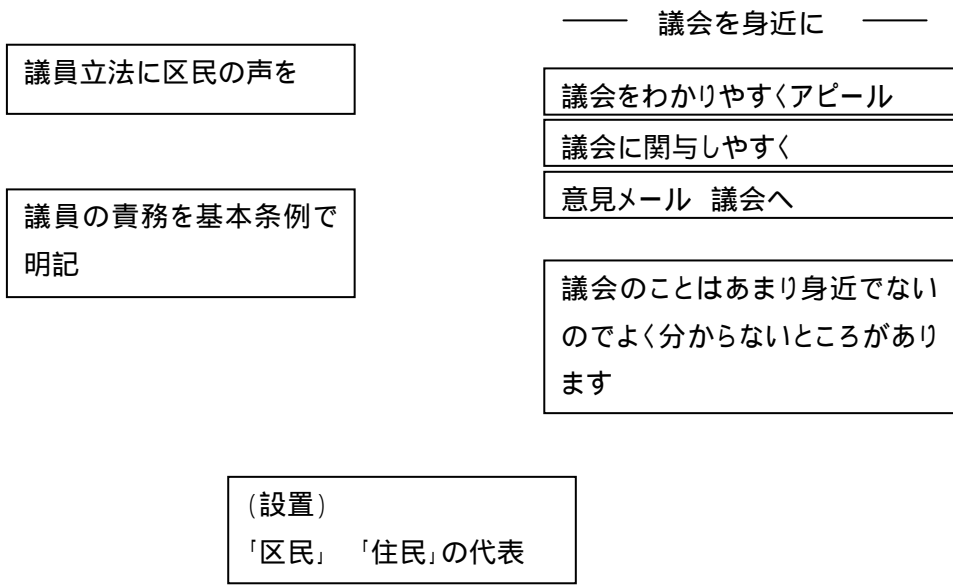 議員立法に区民の声を
議員の責務を基本条例で
明記
―― 議会を身近に ――
議会をわかりやすくアピール
議会に関与しやすく
意見メール 議会へ
議会のことはあまり身近でない
のでよく分からないところがあり
ます
(設置)
「区民」 「住民」の代表